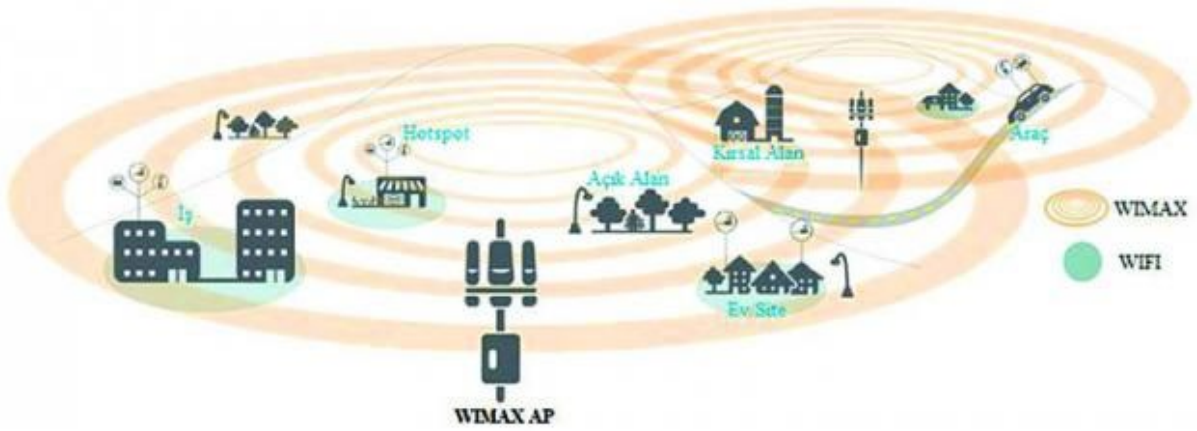 Hotspot
Kırsal Alan
Araç
Açık Alan
İş
WIMAX
WIFI
Ev/Site
WIMAX AP